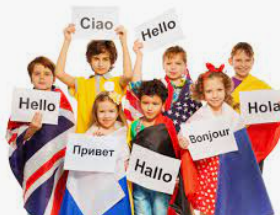 Ciao
Hello
Hello
Hola
Привет
Hallo
Bonjour